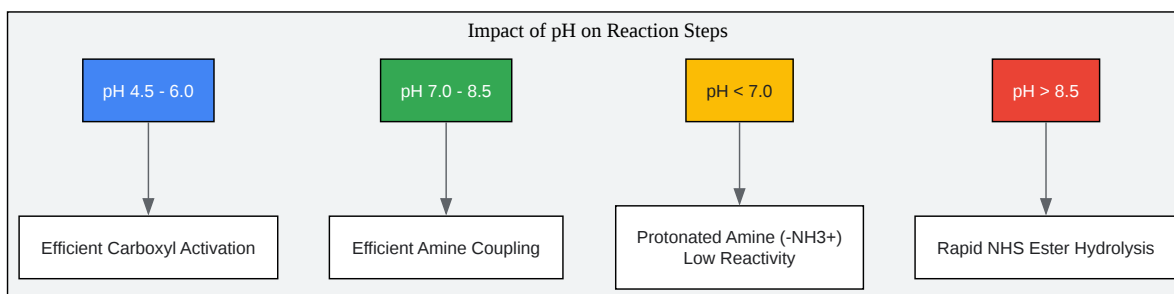 Impact of pH on Reaction Steps
pH 4.5 - 6.0
pH 7.0 - 8.5
pH < 7.0
pH > 8.5
Efficient Carboxyl Activation
Efficient Amine Coupling
Protonated Amine (-NH3+)
Low Reactivity
Rapid NHS Ester Hydrolysis